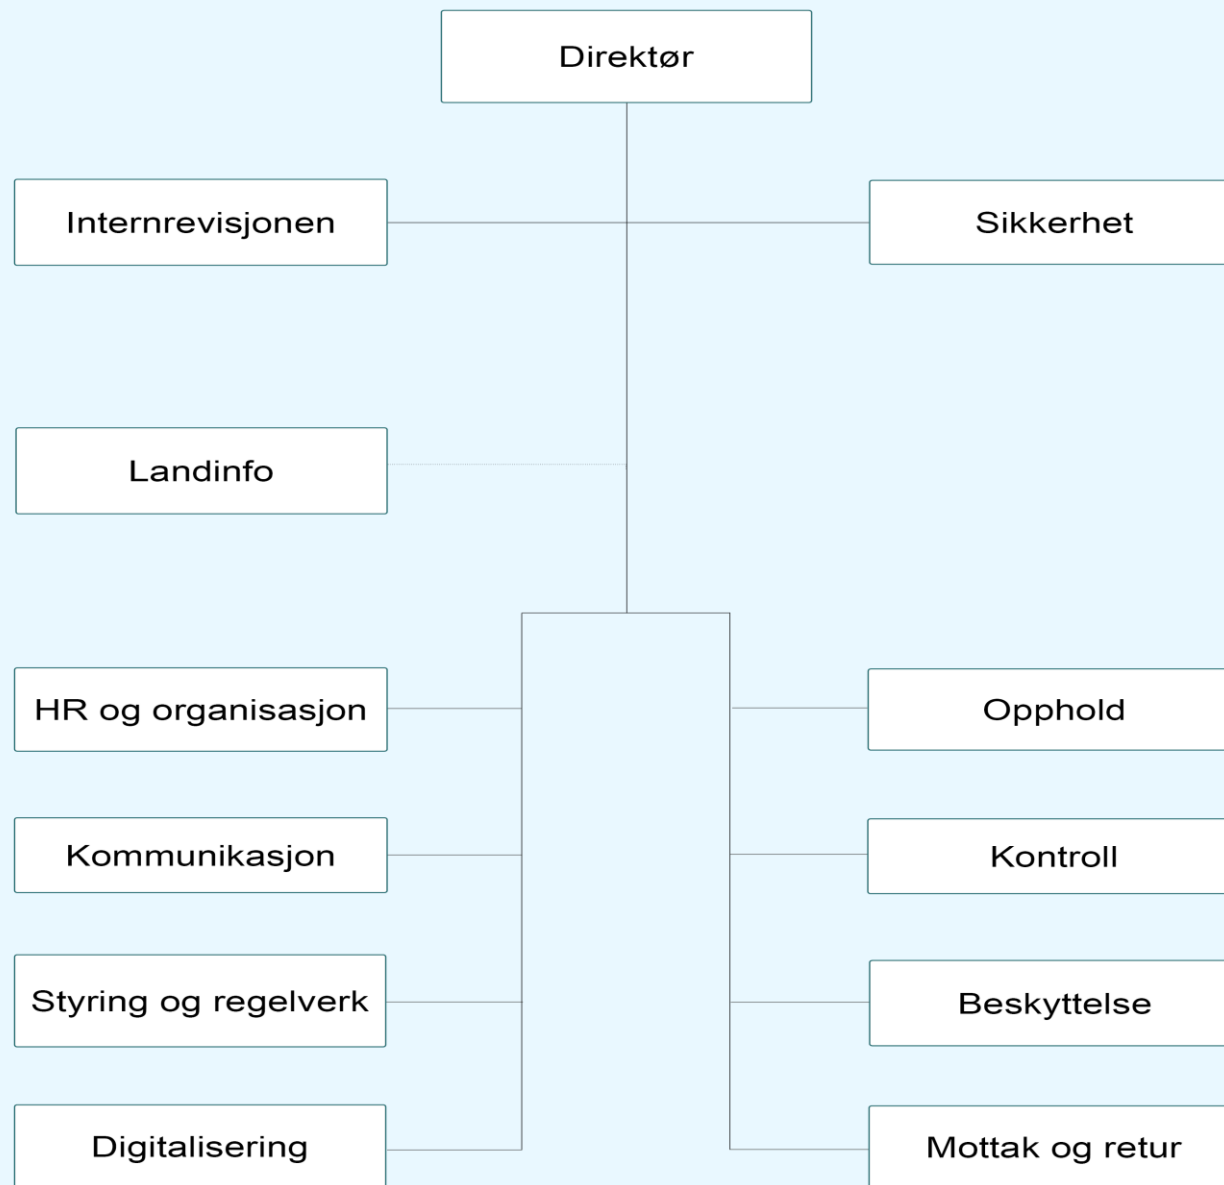 Direktør
Internrevisjonen
Sikkerhet
Landinfo
HR og organisasjon
Opphold
Kommunikasjon
Kontroll
Styring og regelverk
Beskyttelse
Digitalisering
Mottak og retur